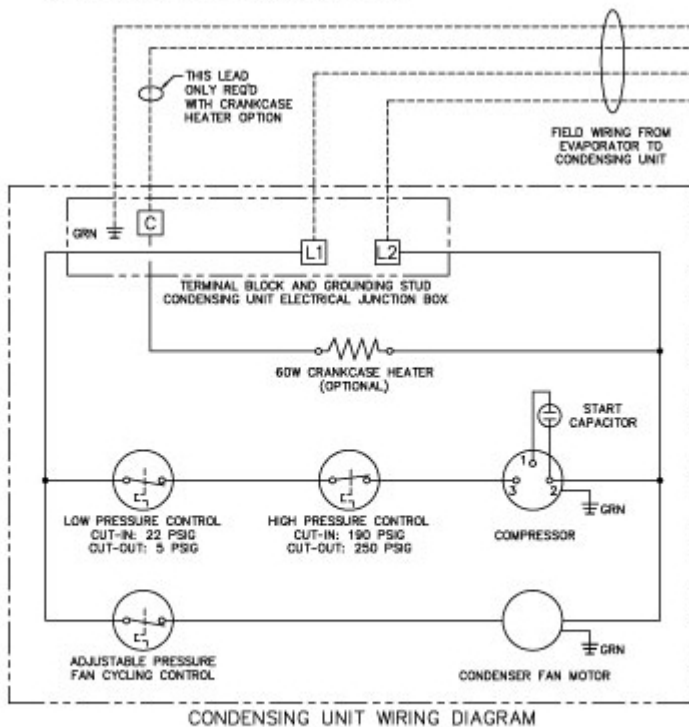 THIS LEAD
ONLY REQ'D
WITH CRANKCASE
HEATER OPTION
FIELD WIRING FROM
EVAPORATOR TO
CONDENSING UNIT
GRN
C
L1
L2
TERMINAL BLOCK AND GROUNDING STUD
CONDENSING UNIT ELECTRICAL JUNCTION BOX
60W CRANKCASE HEATER
(OPTIONAL)
START
CAPACITOR
1
3
2
GRN
LOW PRESSURE CONTROL
CUT-IN: 22 PSIG
CUT-OUT: 5 PSIG
HIGH PRESSURE CONTROL
CUT-IN: 190 PSIG
CUT-OUT: 250 PSIG
COMPRESSOR
GRN
ADJUSTABLE PRESSURE
FAN CYCLING CONTROL
CONDENSER FAN MOTOR
CONDENSING UNIT WIRING DIAGRAM